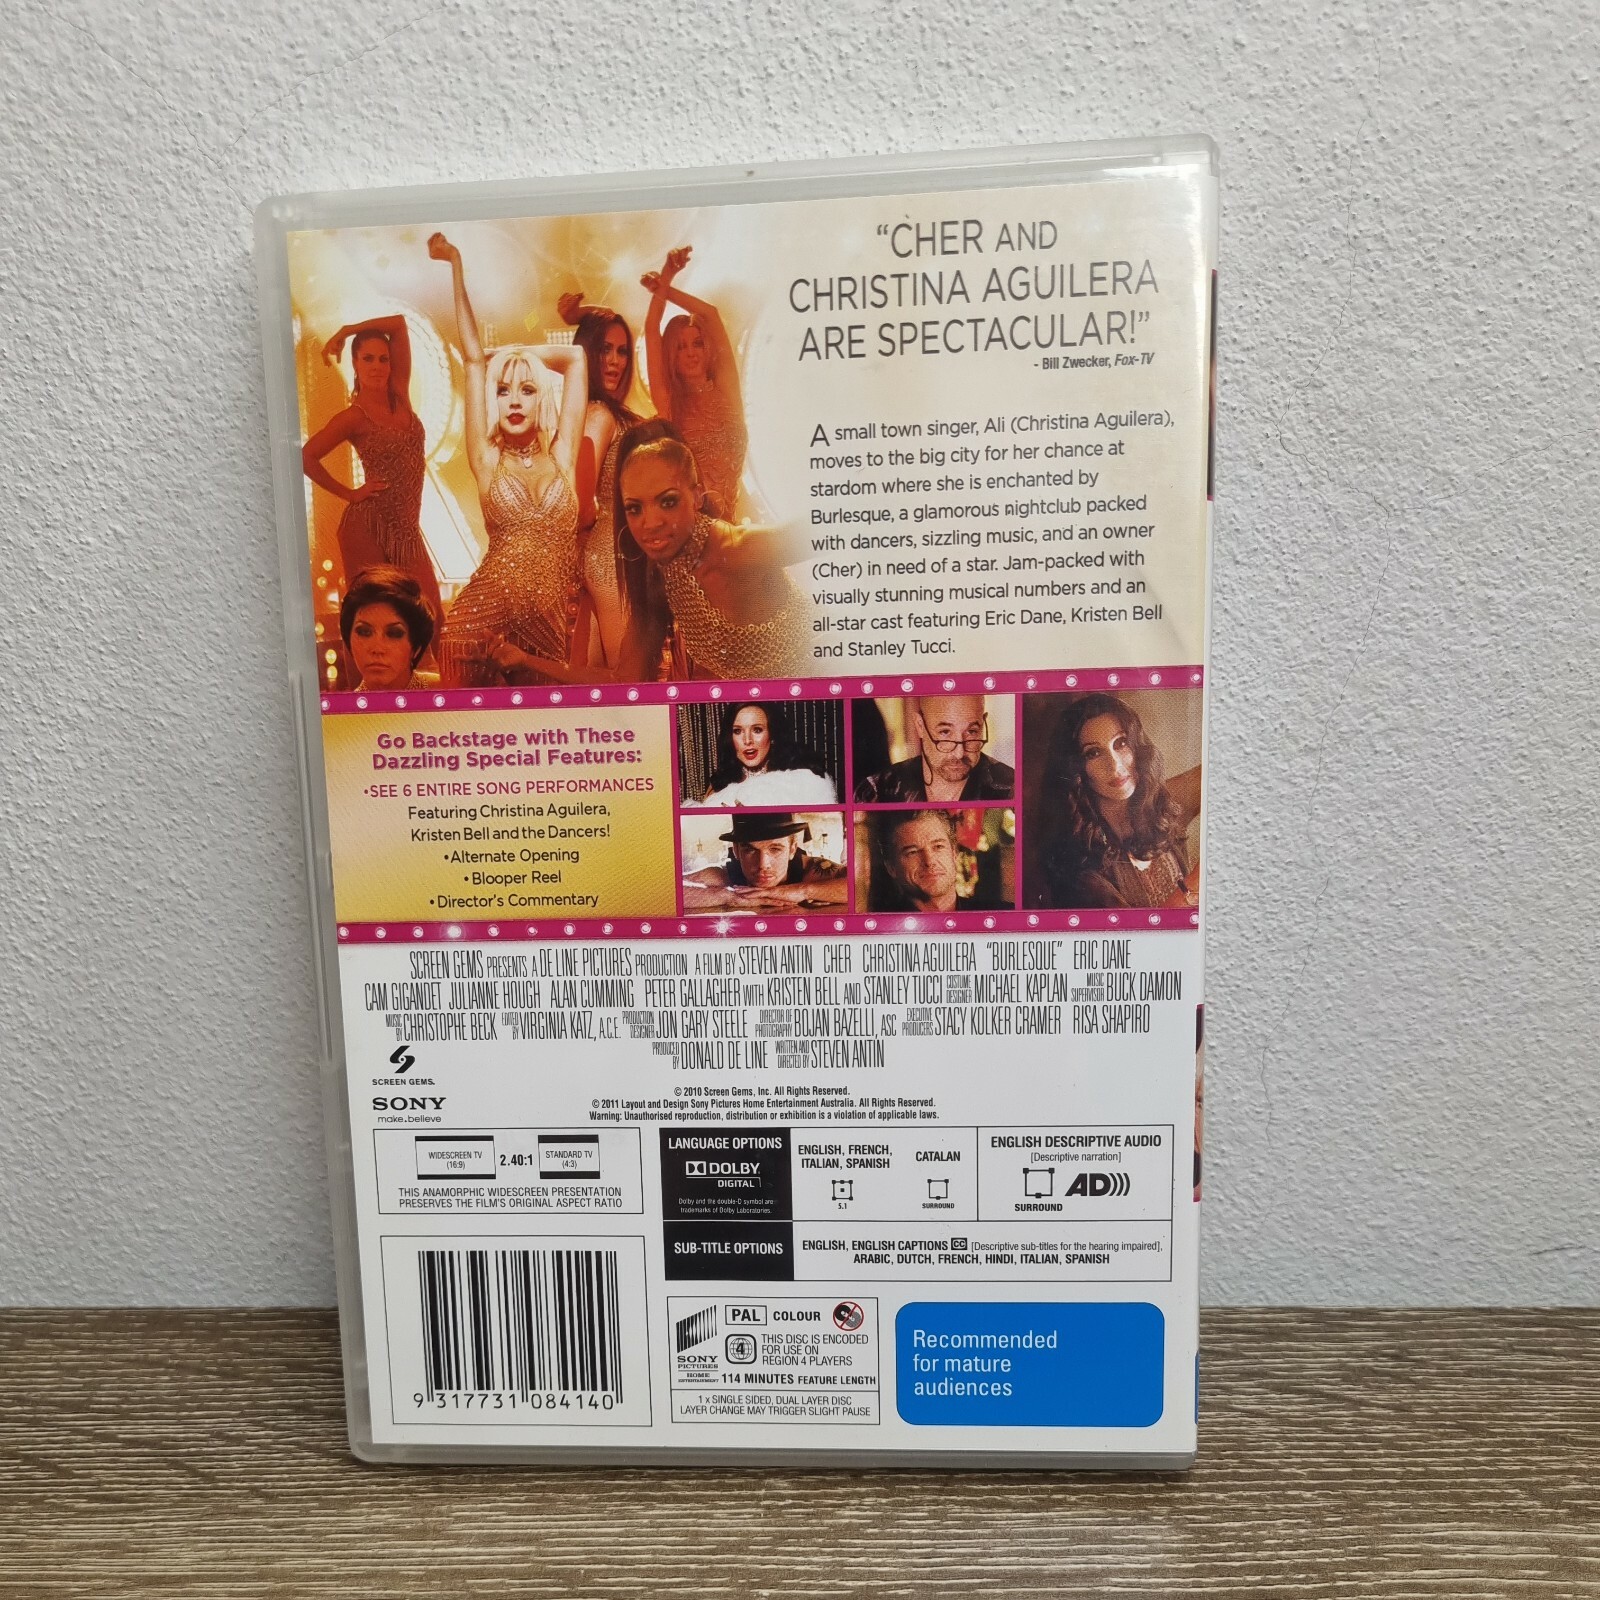 “CHER AND
CHRISTINA AGUILERA
ARE SPECTACULAR!”
- Bill Zwecker, Fox-TV
A small town singer, Ali (Christina Aguilera),
moves to the big city for her chance at
stardom where she is enchanted by
Burlesque, a glamorous nightclub packed
with dancers, sizzling music, and an owner
(Cher) in need of a star. Jam-packed with
visually stunning musical numbers and an
all-star cast featuring Eric Dane, Kristen Bell
and Stanley Tucci.
Go Backstage with These
Dazzling Special Features:
•SEE 6 ENTIRE SONG PERFORMANCES
Featuring Christina Aguilera,
Kristen Bell and the Dancers!
•Alternate Opening
•Blooper Reel
•Director's Commentary
SCREEN GEMS PRESENTS A DE LINE PICTURES PRODUCTION A FILM BY STEVEN ANTIN CHER CHRISTINA AGUILERA “BURLESQUE” ERIC DANE
CAM GIGANDET JULIANNE HOUGH ALAN CUMMING PETER GALLAGHER WITH KRISTEN BELL AND STANLEY TUCCI COSTUME DESIGNER MICHAEL KAPLAN MUSIC SUPERVISOR BUCK DAMON
MUSIC BY CHRISTOPHE BECK EDITED BY VIRGINIA KATZ, A.C.E. PRODUCTION DESIGNER JON GARY STEELE DIRECTOR OF PHOTOGRAPHY BOJAN BAZELLI, ASC EXECUTIVE PRODUCERS STACY KOLKER CRAMER RISA SHAPIRO
PRODUCED BY DONALD DE LINE WRITTEN AND DIRECTED BY STEVEN ANTIN
SCREEN GEMS.
SONY
make.believe
© 2010 Screen Gems, Inc. All Rights Reserved.
© 2011 Layout and Design Sony Pictures Home Entertainment Australia. All Rights Reserved.
Warning: Unauthorised reproduction, distribution or exhibition is a violation of applicable laws.
WIDESCREEN TV
(16:9)
2.40:1
STANDARD TV
(4:3)
THIS ANAMORPHIC WIDESCREEN PRESENTATION
PRESERVES THE FILM'S ORIGINAL ASPECT RATIO
LANGUAGE OPTIONS
DOLBY
DIGITAL
Dolby and the double-D symbol are
trademarks of Dolby Laboratories.
ENGLISH, FRENCH,
ITALIAN, SPANISH
5.1
CATALAN
SURROUND
ENGLISH DESCRIPTIVE AUDIO
[Descriptive narration]
SURROUND
AD)))
SUB-TITLE OPTIONS
ENGLISH, ENGLISH CAPTIONS CC [Descriptive sub-titles for the hearing impaired],
ARABIC, DUTCH, FRENCH, HINDI, ITALIAN, SPANISH
9 317731 084140
SONY
PICTURES
HOME
ENTERTAINMENT
PAL COLOUR
4
THIS DISC IS ENCODED
FOR USE ON
REGION 4 PLAYERS
114 MINUTES FEATURE LENGTH
1 x SINGLE SIDED, DUAL LAYER DISC
LAYER CHANGE MAY TRIGGER SLIGHT PAUSE
Recommended
for mature
audiences